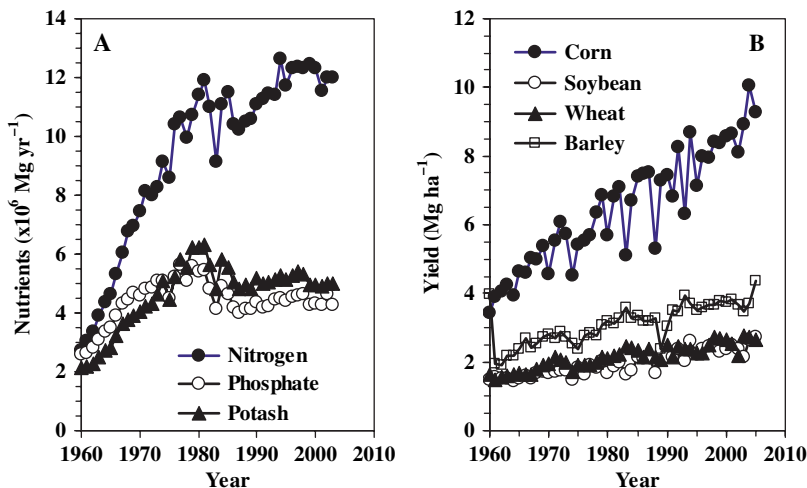 A
Nutrients (x10⁶ Mg yr⁻¹)
14
12
10
8
6
4
2
0
Nitrogen
Phosphate
Potash
1960 1970 1980 1990 2000 2010
Year
B
Yield (Mg ha⁻¹)
12
10
8
6
4
2
0
Corn
Soybean
Wheat
Barley
1960 1970 1980 1990 2000 2010
Year